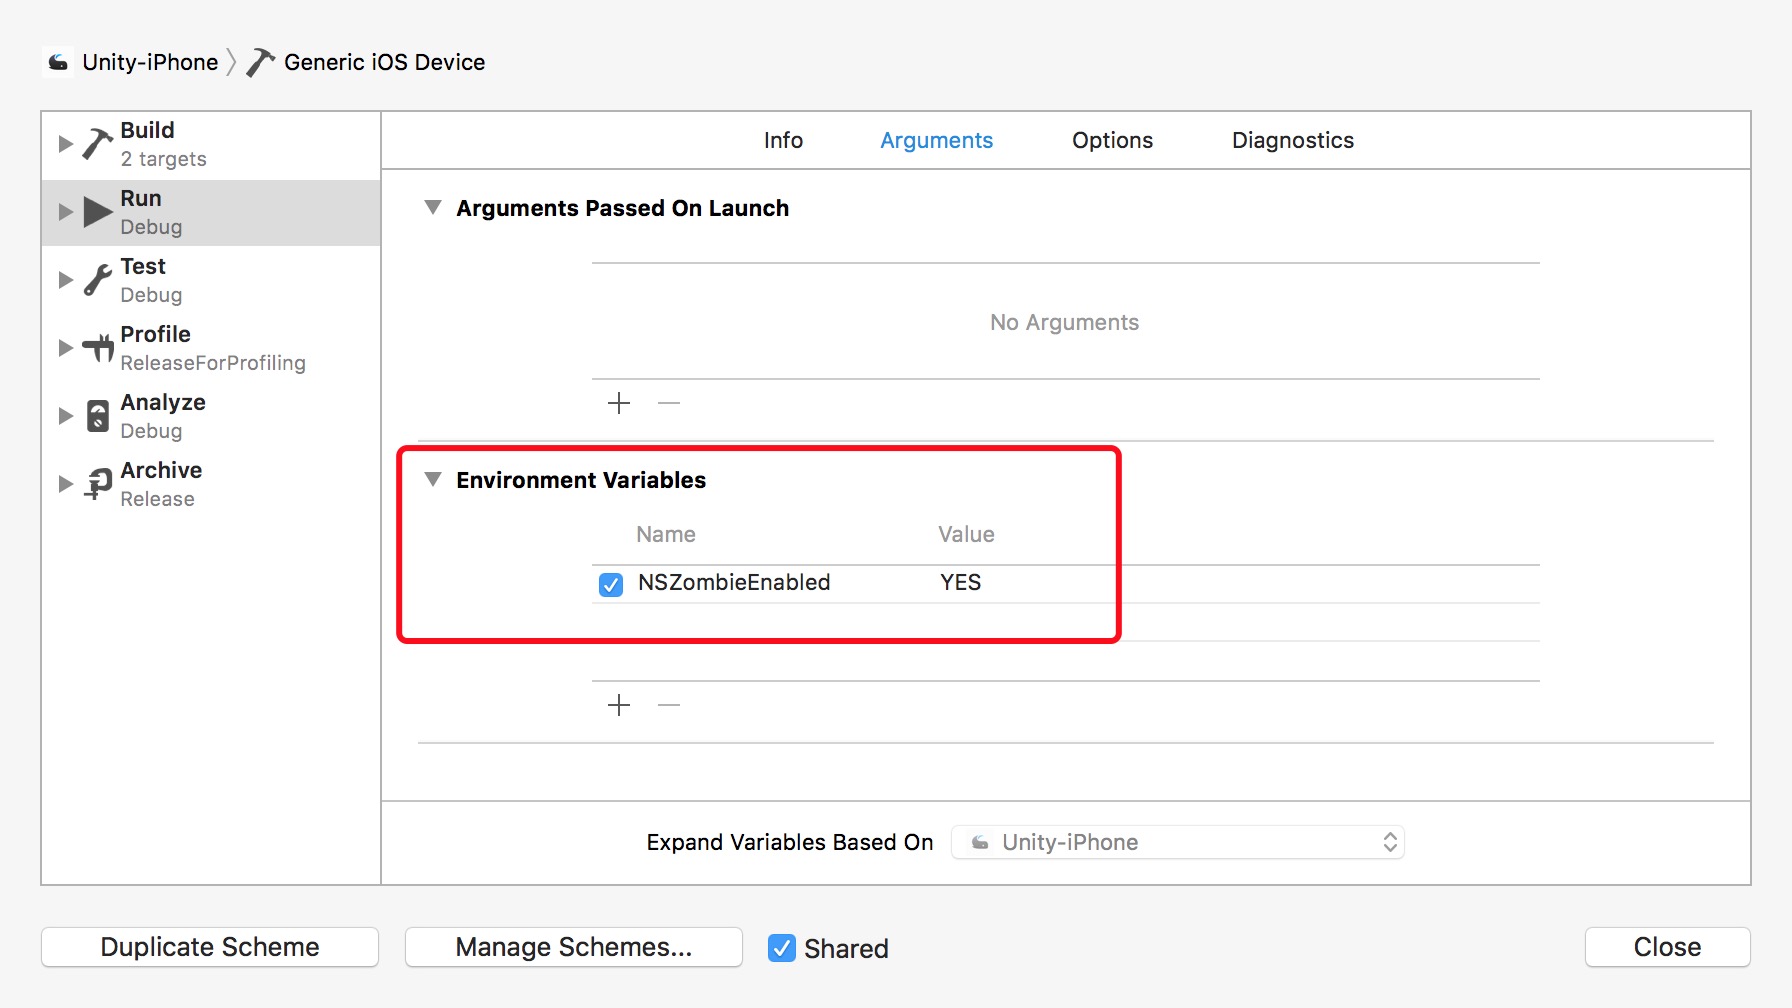 Unity-iPhone Generic iOS Device
Build
2 targets
Run
Debug
Test
Debug
Profile
ReleaseForProfiling
Analyze
Debug
Archive
Release
Info Arguments Options Diagnostics
Arguments Passed On Launch
No Arguments
Environment Variables
Name Value
NSZombieEnabled YES
Expand Variables Based On Unity-iPhone
Duplicate Scheme Manage Schemes... Shared Close